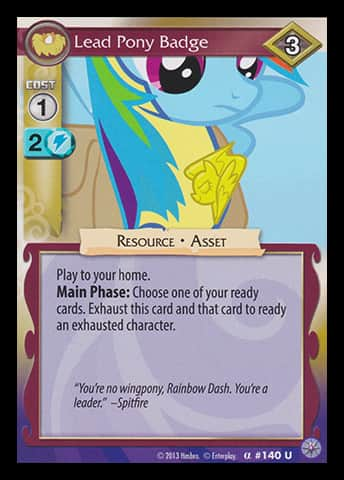 Lead Pony Badge
3
COST
1
2
RESOURCE • ASSET
Play to your home.
Main Phase: Choose one of your ready
cards. Exhaust this card and that card to ready
an exhausted character.
"You're no wingpony, Rainbow Dash. You're a
leader." –Spitfire
© 2013 Hasbro. © Enterplay. α #140 U